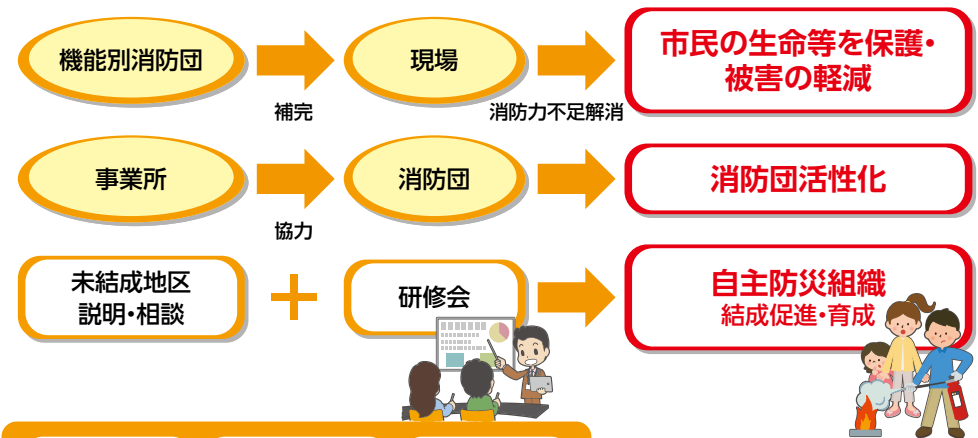 機能別消防団
現場
市民の生命等を保護・
被害の軽減
補完
消防力不足解消
事業所
消防団
消防団活性化
協力
未結成地区
説明・相談
研修会
自主防災組織
結成促進・育成